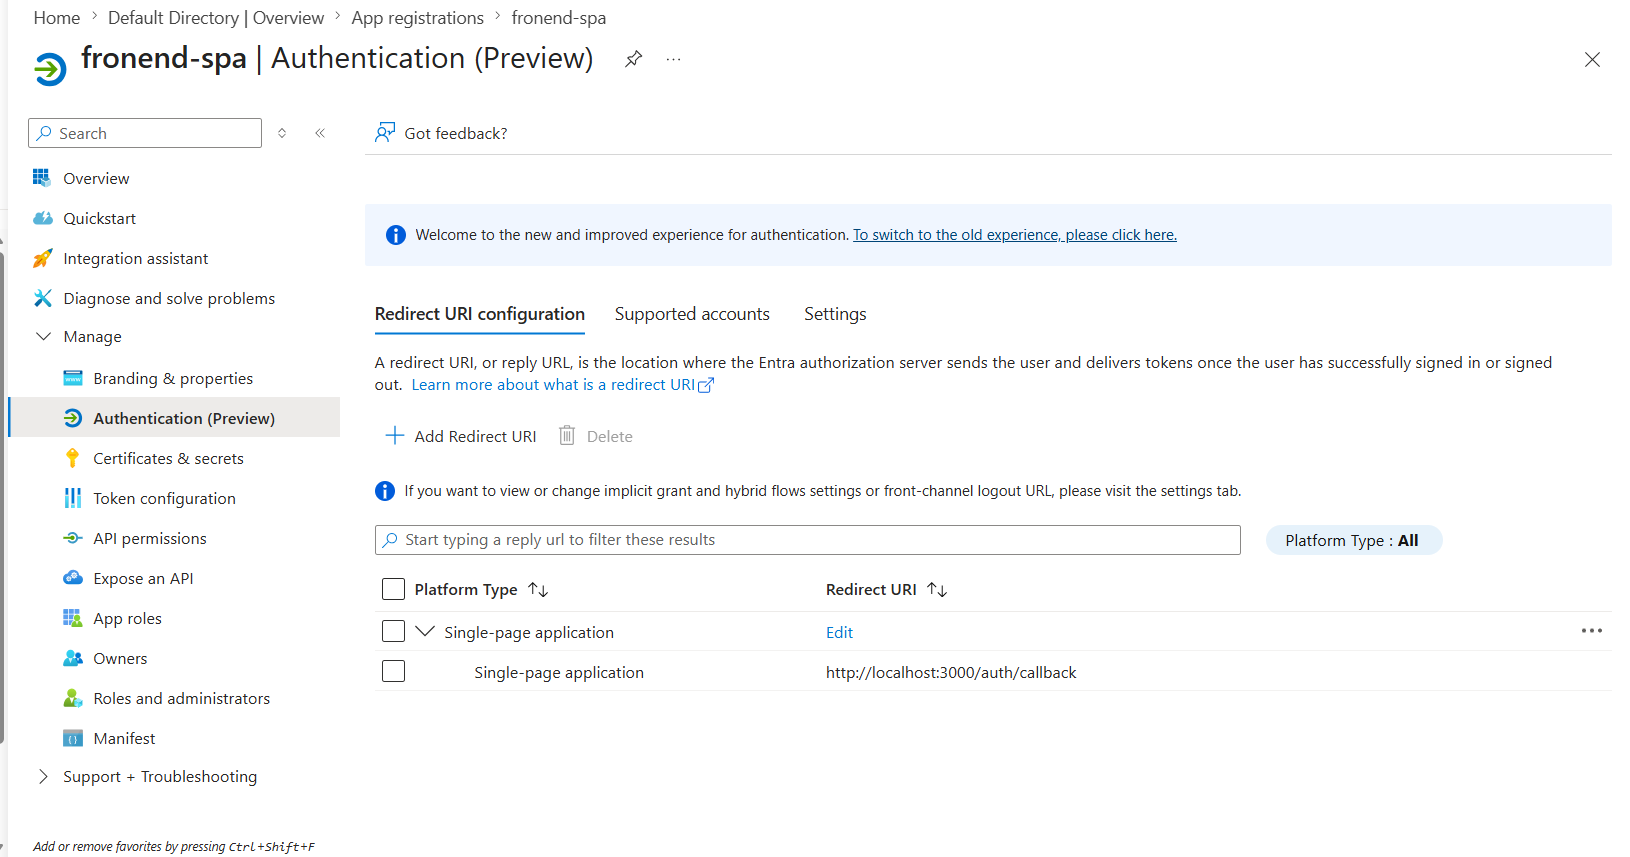 Home > Default Directory | Overview > App registrations > fronend-spa
fronend-spa | Authentication (Preview) ...
Search
Got feedback?
Overview
Quickstart
Integration assistant
Diagnose and solve problems
Manage
Branding & properties
Authentication (Preview)
Certificates & secrets
Token configuration
API permissions
Expose an API
App roles
Owners
Roles and administrators
Manifest
Support + Troubleshooting
Add or remove favorites by pressing Ctrl+Shift+F
Welcome to the new and improved experience for authentication. To switch to the old experience, please click here.
Redirect URI configuration Supported accounts Settings
A redirect URI, or reply URL, is the location where the Entra authorization server sends the user and delivers tokens once the user has successfully signed in or signed
out. Learn more about what is a redirect URI
Add Redirect URI Delete
If you want to view or change implicit grant and hybrid flows settings or front-channel logout URL, please visit the settings tab.
Start typing a reply url to filter these results Platform Type : All
Platform Type Redirect URI
Single-page application Edit
Single-page application http://localhost:3000/auth/callback